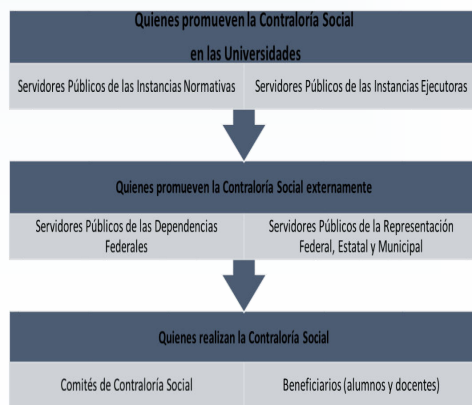 Quienes promueven la Contraloría Social
en las Universidades
Servidores Públicos de las Instancias Normativas
Servidores Públicos de las Instancias Ejecutoras
Quienes promueven la Contraloría Social externamente
Servidores Públicos de las Dependencias
Federales
Servidores Públicos de la Representación
Federal, Estatal y Municipal
Quienes realizan la Contraloría Social
Comités de Contraloría Social
Beneficiarios (alumnos y docentes)